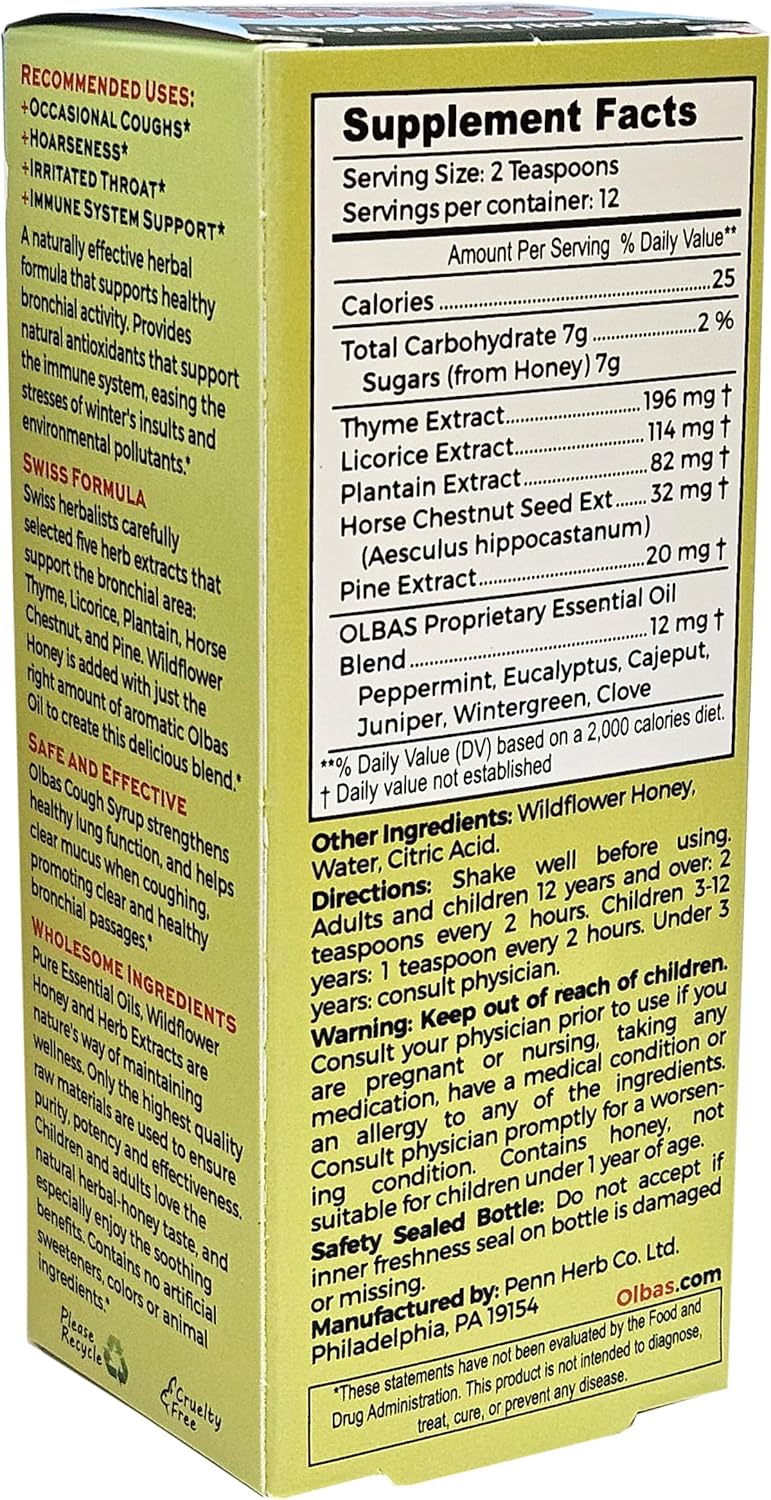 RECOMMENDED USES:
+OCCASIONAL COUGHS*
+HOARSENESS*
+IRRITATED THROAT*
+IMMUNE SYSTEM SUPPORT*
A naturally effective herbal
formula that supports healthy
bronchial activity. Provides
natural antioxidants that support
the immune system, easing the
stresses of winter's insults and
environmental pollutants.*
SWISS FORMULA
Swiss herbalists carefully
selected five herb extracts that
support the bronchial area:
Thyme, Licorice, Plantain, Horse
Chestnut, and Pine. Wildflower
Honey is added with just the
right amount of aromatic Olbas
Oil to create this delicious blend.*
SAFE AND EFFECTIVE
Olbas Cough Syrup strengthens
healthy lung function, and helps
clear mucus when coughing,
promoting clear and healthy
bronchial passages.*
WHOLESOME INGREDIENTS
Pure Essential Oils, Wildflower
Honey and Herb Extracts are
nature's way of maintaining
wellness. Only the highest quality
raw materials are used to ensure
purity, potency and effectiveness.
Children and adults love the
natural herbal-honey taste, and
especially enjoy the soothing
benefits. Contains no artificial
sweeteners, colors or animal
ingredients.*
Please
Recycle
Cruelty
Free
Supplement Facts
Serving Size: 2 Teaspoons
Servings per container: 12
Amount Per Serving % Daily Value**
Calories ..........25
Total Carbohydrate 7g ..........2 %
Sugars (from Honey) 7g
Thyme Extract..........196 mg †
Licorice Extract..........114 mg †
Plantain Extract..........82 mg †
Horse Chestnut Seed Ext ......32 mg †
(Aesculus hippocastanum)
Pine Extract..........20 mg †
OLBAS Proprietary Essential Oil
Blend ..........12 mg †
Peppermint, Eucalyptus, Cajeput,
Juniper, Wintergreen, Clove
**% Daily Value (DV) based on a 2,000 calories diet.
† Daily value not established
Other Ingredients: Wildflower Honey,
Water, Citric Acid.
Directions: Shake well before using.
Adults and children 12 years and over: 2
teaspoons every 2 hours. Children 3-12
years: 1 teaspoon every 2 hours. Under 3
years: consult physician.
Warning: Keep out of reach of children.
Consult your physician prior to use if you
are pregnant or nursing, taking any
medication, have a medical condition or
an allergy to any of the ingredients.
Consult physician promptly for a worsen-
ing condition. Contains honey, not
suitable for children under 1 year of age.
Safety Sealed Bottle: Do not accept if
inner freshness seal on bottle is damaged
or missing.
Manufactured by: Penn Herb Co. Ltd.
Philadelphia, PA 19154
Olbas.com
*These statements have not been evaluated by the Food and
Drug Administration. This product is not intended to diagnose,
treat, cure, or prevent any disease.